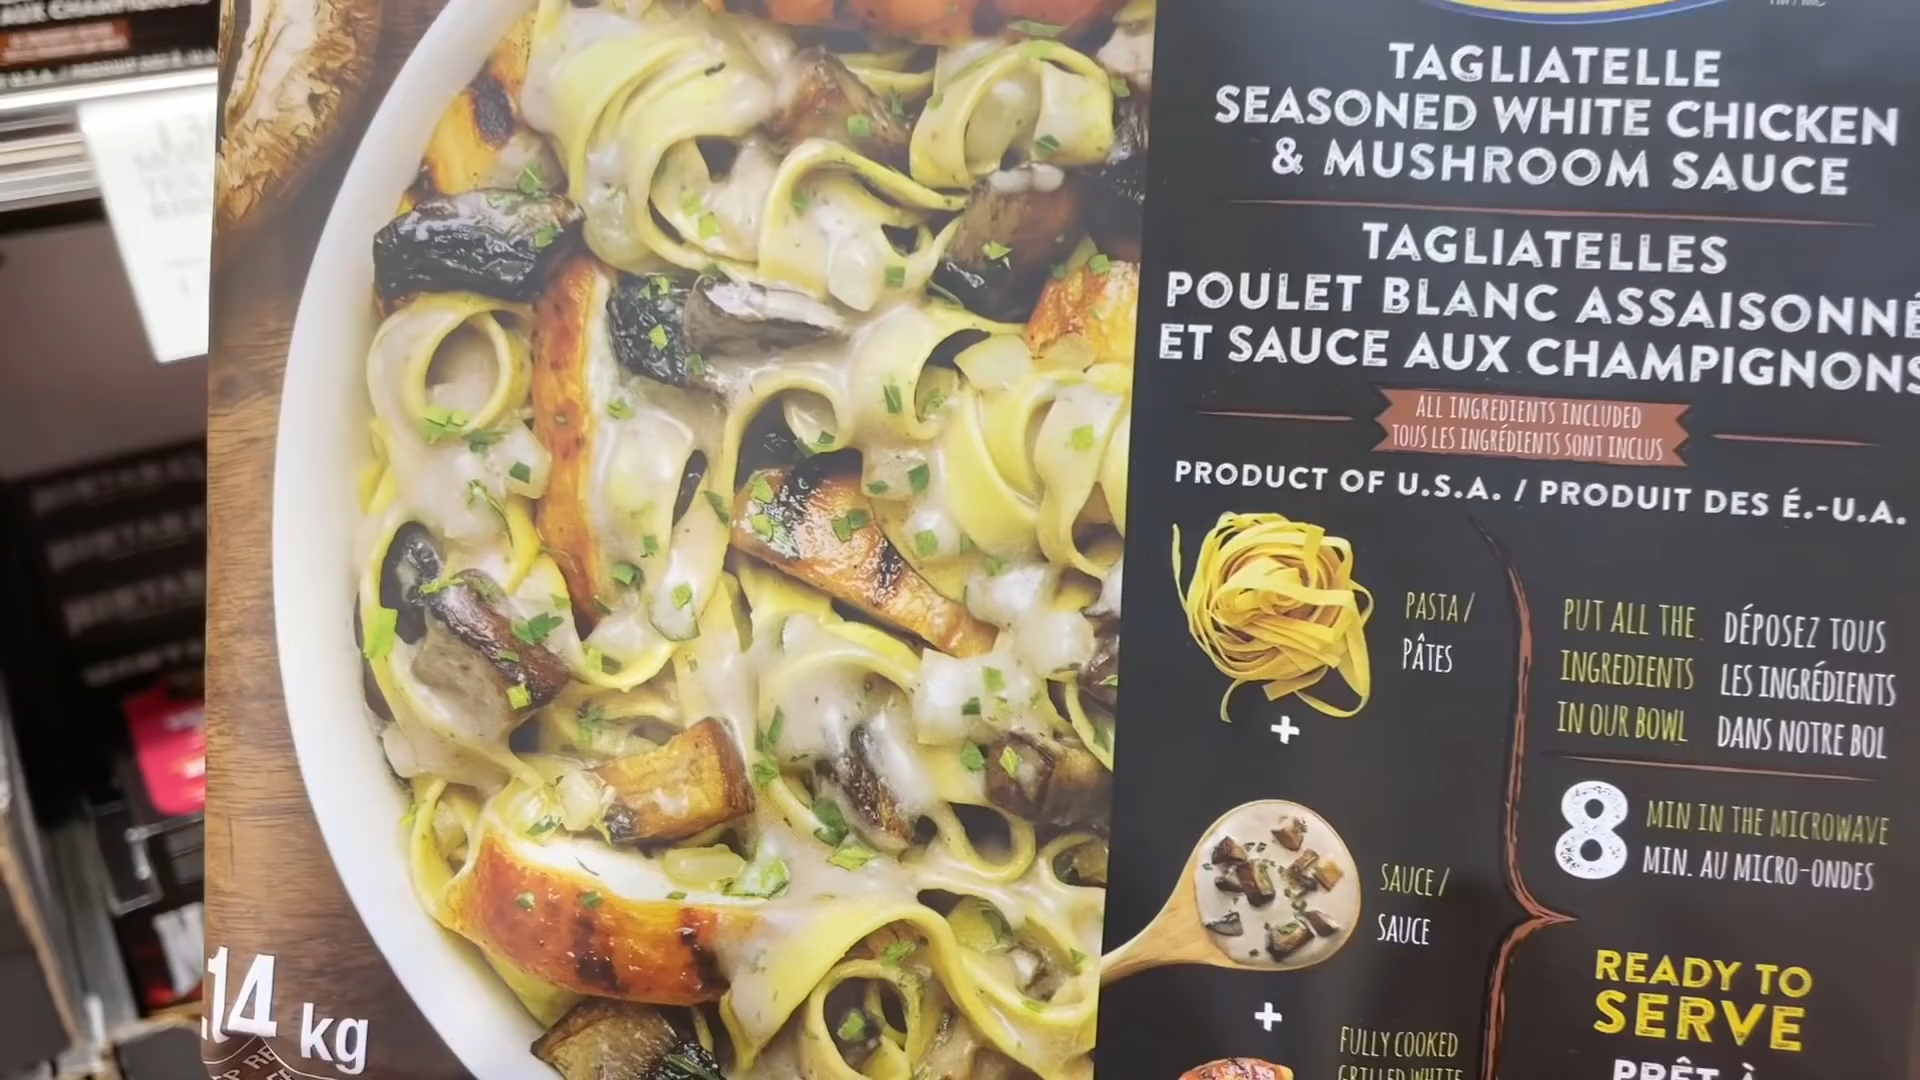 TAGLIATELLE
SEASONED WHITE CHICKEN
& MUSHROOM SAUCE
TAGLIATELLES
POULET BLANC ASSAISONNÉ
ET SAUCE AUX CHAMPIGNONS
ALL INGREDIENTS INCLUDED
TOUS LES INGRÉDIENTS SONT INCLUS
PRODUCT OF U.S.A. / PRODUIT DES É.-U.A.
PASTA /
PÂTES
+
PUT ALL THE
INGREDIENTS
IN OUR BOWL
DÉPOSEZ TOUS
LES INGRÉDIENTS
DANS NOTRE BOL
8
MIN IN THE MICROWAVE
MIN. AU MICRO-ONDES
SAUCE /
SAUCE
+
READY TO
SERVE
PRÊT À
FULLY COOKED
GRILLED WHITE
14 kg